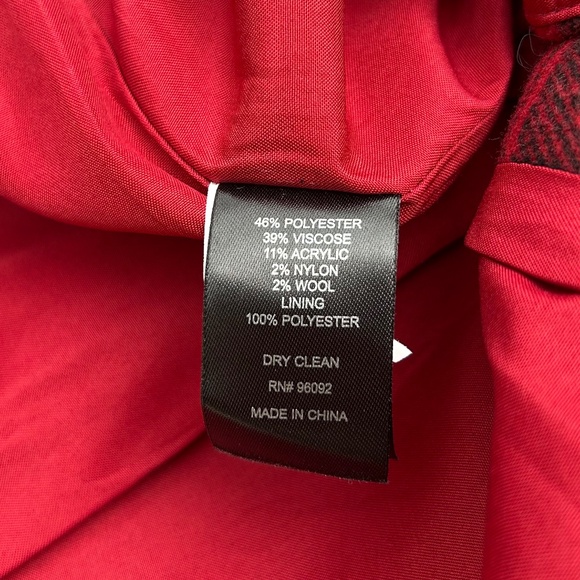 46% POLYESTER
39% VISCOSE
11% ACRYLIC
2% NYLON
2% WOOL
LINING
100% POLYESTER
DRY CLEAN
RN# 96092
MADE IN CHINA